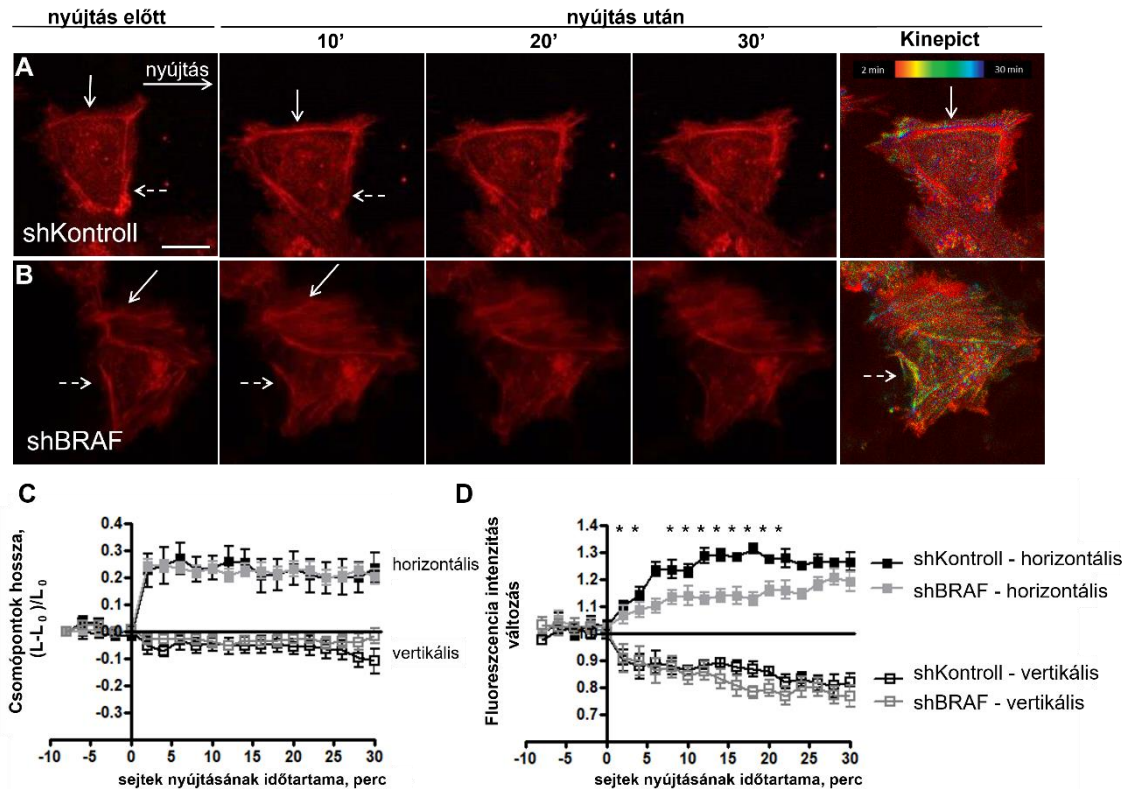 nyújtás előtt
nyújtás után
10’ 20’ 30’ Kinepict
A
nyújtás
2 min 30 min
shKontroll
B
shBRAF
C
Csomópontok hossza,
(L-L0)/L0
0.4
0.3
0.2
0.1
0.0
-0.1
-0.2
-0.3
horizontális
vertikális
-10 -5 0 5 10 15 20 25 30
sejtek nyújtásának időtartama, perc
D
Fluoreszcencia intenzitás
változás
* * * * * * * * * *
1.4
1.3
1.2
1.1
1
0.9
0.8
0.7
-10 -5 0 5 10 15 20 25 30
sejtek nyújtásának időtartama, perc
shKontroll - horizontális
shBRAF - horizontális
shKontroll - vertikális
shBRAF - vertikális